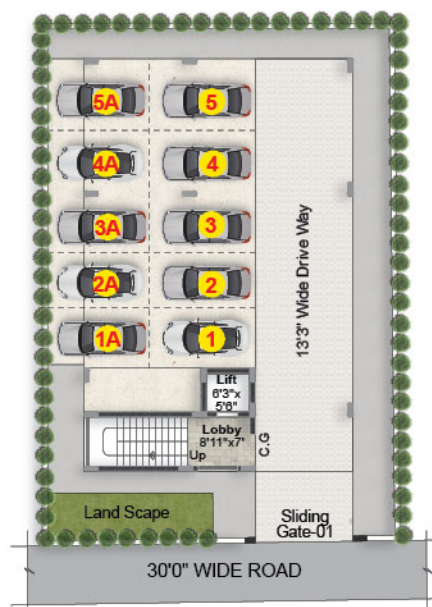 5A 5
4A 4
3A 3
2A 2
1A 1
13'3" Wide Drive Way
Lift
6'3"x
5'6"
Lobby
8'11"x7'
Up
C.G
Land Scape
Sliding
Gate-01
30'0" WIDE ROAD